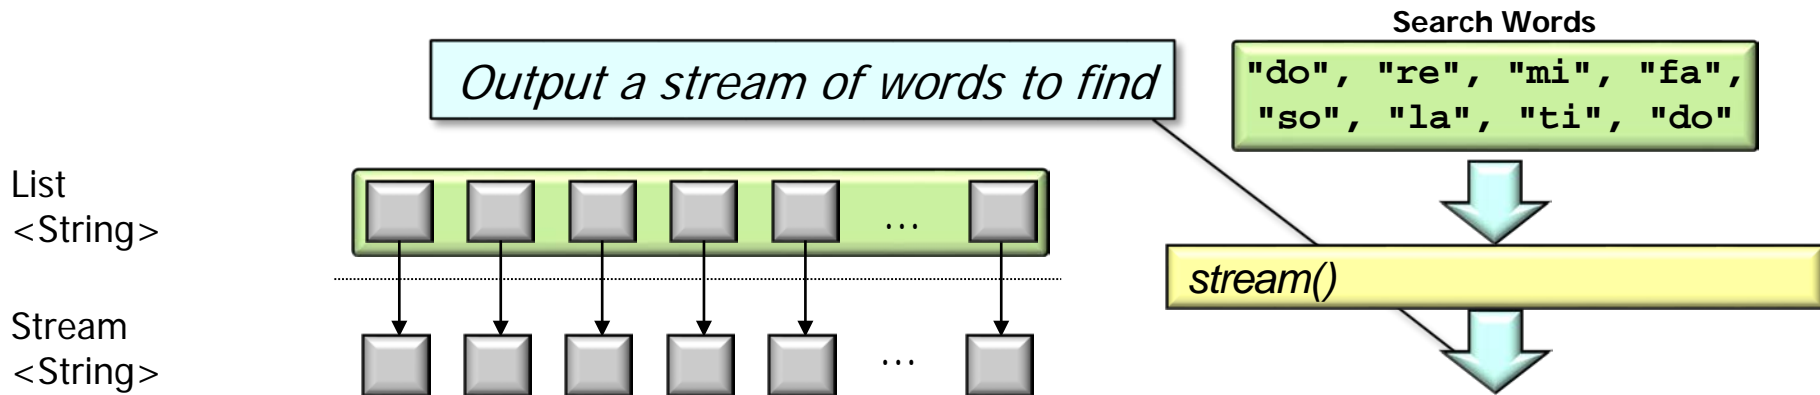 Search Words
Output a stream of words to find
"do", "re", "mi", "fa",
"so", "la", "ti", "do"
List
<String>
...
stream()
Stream
<String>
...